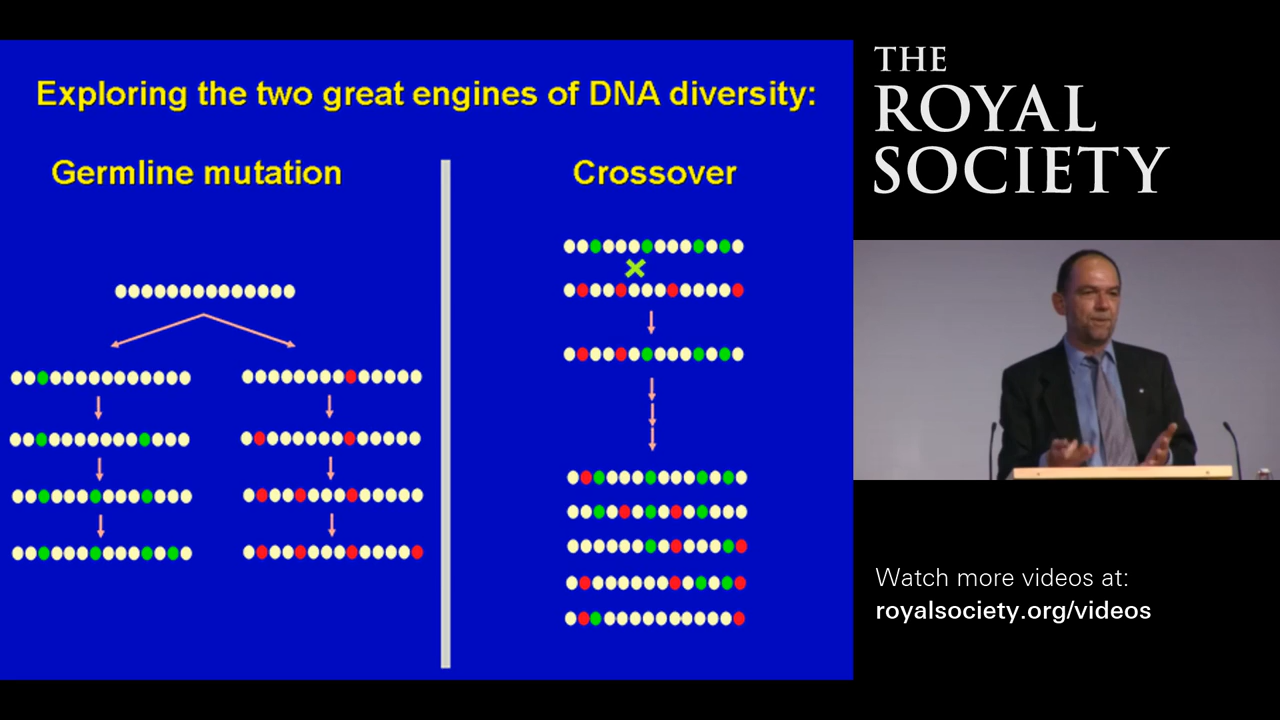 Exploring the two great engines of DNA diversity:
Germline mutation
Crossover
THE
ROYAL
SOCIETY
Watch more videos at:
royalsociety.org/videos